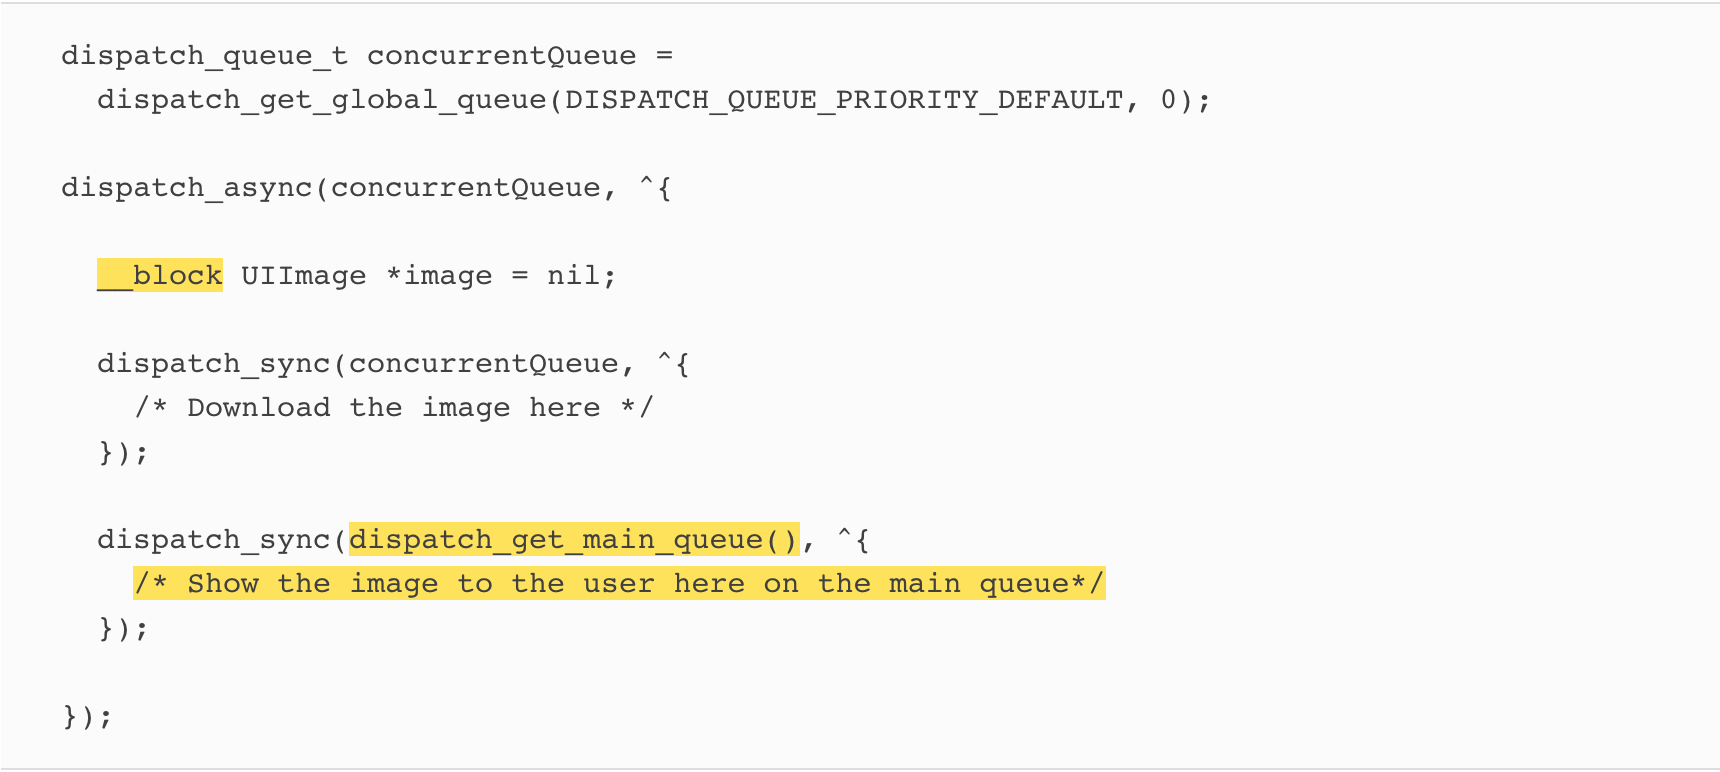 dispatch_queue_t concurrentQueue =
dispatch_get_global_queue(DISPATCH_QUEUE_PRIORITY_DEFAULT, 0);
dispatch_async(concurrentQueue, ^{
__block UIImage *image = nil;
dispatch_sync(concurrentQueue, ^{
/* Download the image here */
});
dispatch_sync(dispatch_get_main_queue(), ^{
/* Show the image to the user here on the main queue*/
});
});